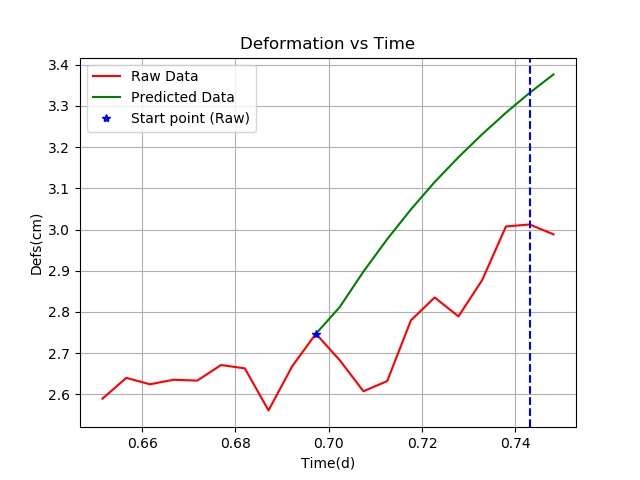 Deformation vs Time
Raw Data
Predicted Data
Start point (Raw)
Defs(cm)
3.4
3.3
3.2
3.1
3.0
2.9
2.8
2.7
2.6
0.66 0.68 0.70 0.72 0.74
Time(d)